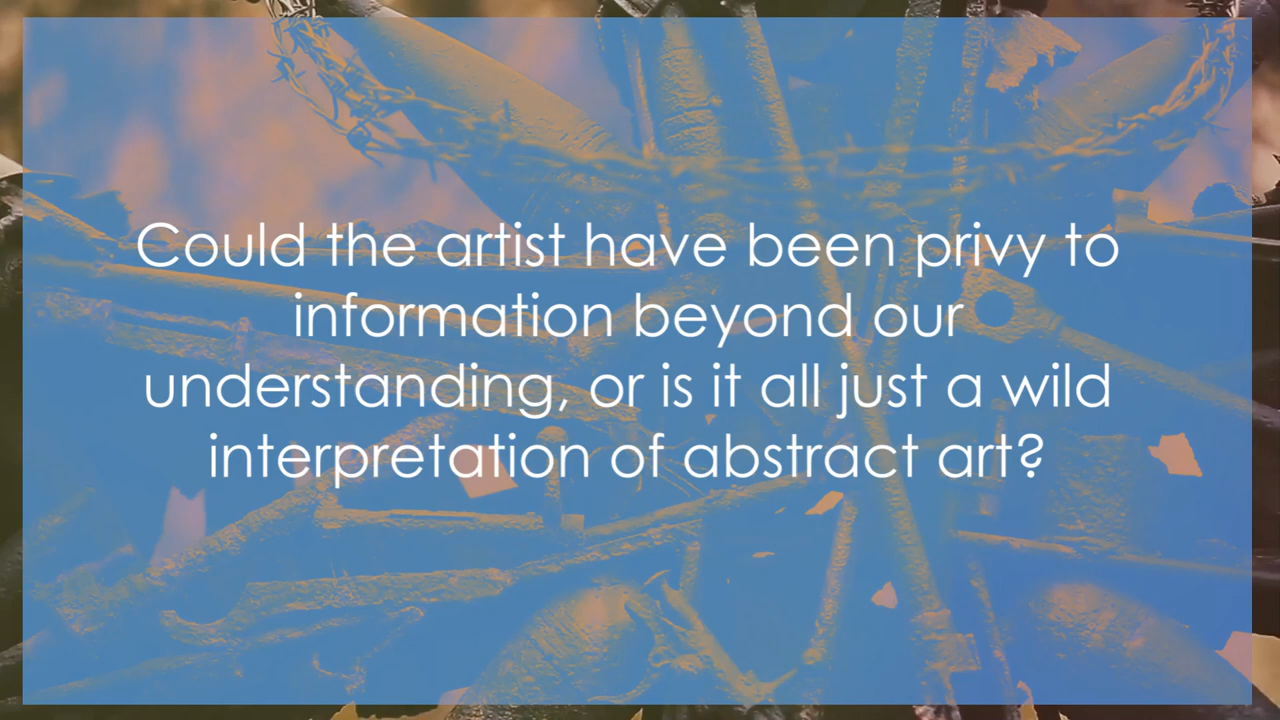 Could the artist have been privy to
information beyond our
understanding, or is it all just a wild
interpretation of abstract art?